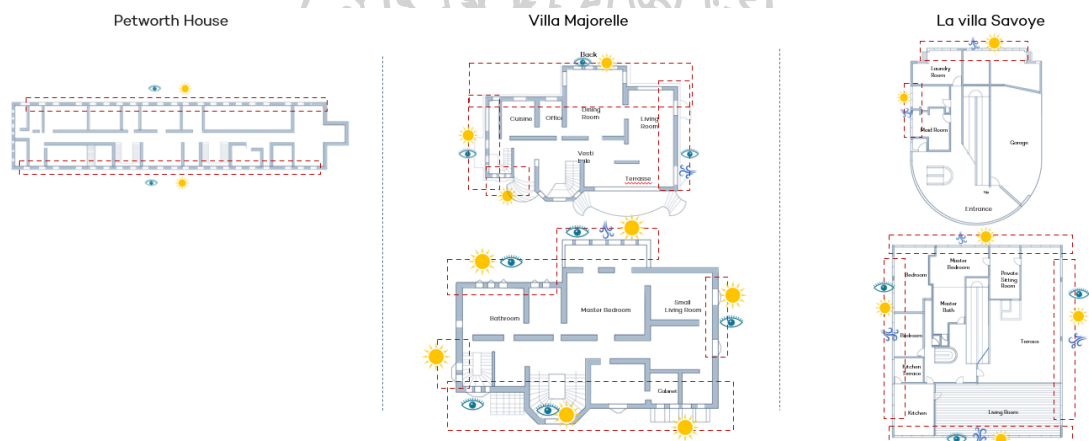 Petworth House
Villa Majorelle
La villa Savoye
Back
Cuisine
Office
Dining
Room
Living
Room
Vesti
bule
Terrasse
Laundry
Room
Mud Room
Garage
Entrance
Bathroom
Master Bedroom
Small
Living Room
Cabinet
Bedroom
Master
Bedroom
Private
Sitting
Room
Master
Bath
Bedroom
Terrace
Kitchen
Terrace
Kitchen
Living Room